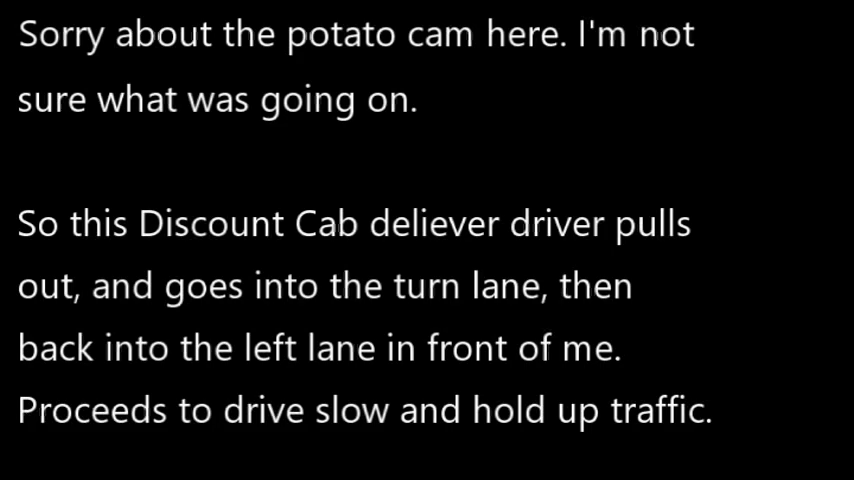 Sorry about the potato cam here. I'm not
sure what was going on.
So this Discount Cab deliever driver pulls
out, and goes into the turn lane, then
back into the left lane in front of me.
Proceeds to drive slow and hold up traffic.